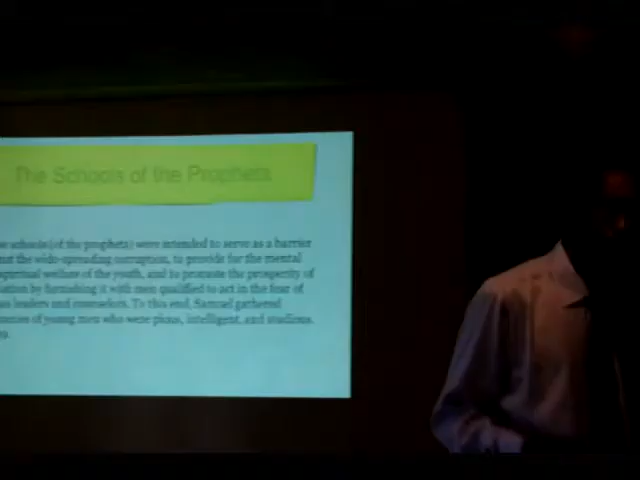 The Schools of the Prophets
schools (of the prophets) were intended to serve as a barrier
the wide-spreading corruption, to provide for the mental
spiritual welfare of the youth, and to promote the prosperity of
by furnishing it with men qualified to act in the fear of
leaders and counselors. To this end, Samuel gathered
of young men who were pious, intelligent, and studious.